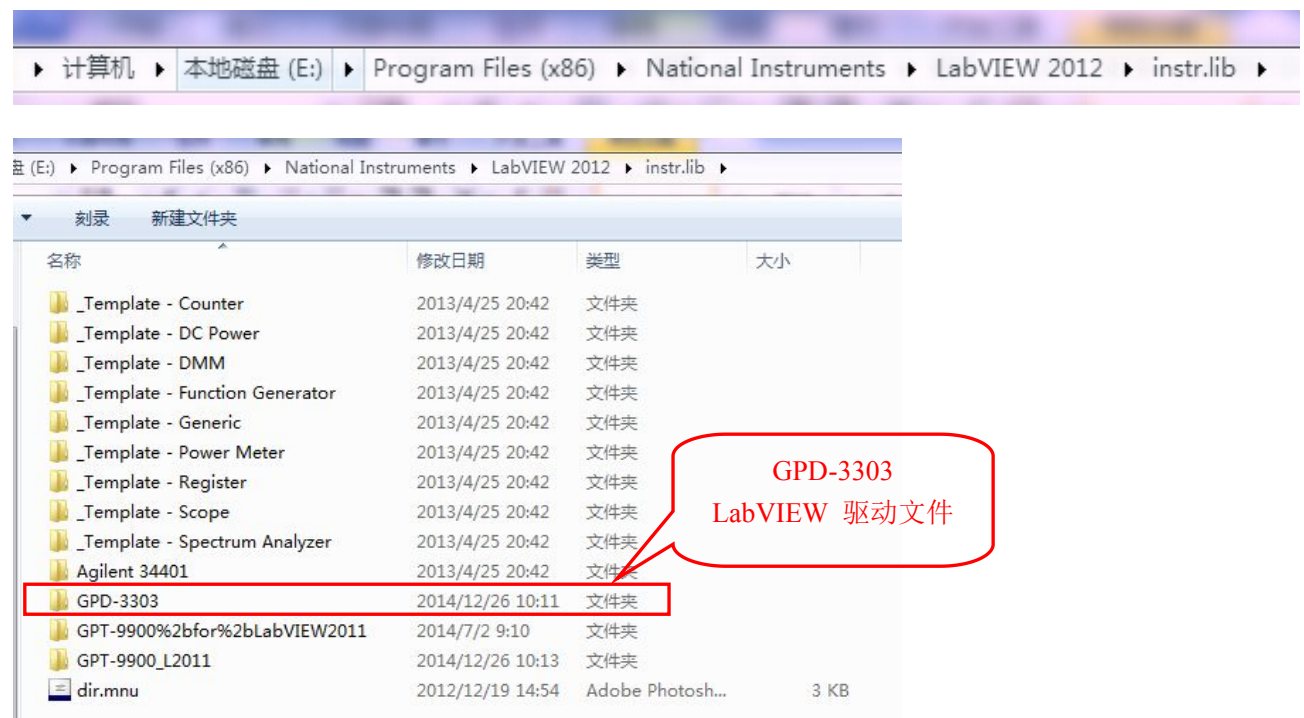 计算机 本地磁盘 (E:) Program Files (x86) National Instruments LabVIEW 2012 instr.lib
(E:) Program Files (x86) National Instruments LabVIEW 2012 instr.lib
刻录 新建文件夹
名称 修改日期 类型 大小
_Template - Counter 2013/4/25 20:42 文件夹
_Template - DC Power 2013/4/25 20:42 文件夹
_Template - DMM 2013/4/25 20:42 文件夹
_Template - Function Generator 2013/4/25 20:42 文件夹
_Template - Generic 2013/4/25 20:42 文件夹
_Template - Power Meter 2013/4/25 20:42 文件夹
_Template - Register 2013/4/25 20:42 文件夹
_Template - Scope 2013/4/25 20:42 文件夹
_Template - Spectrum Analyzer 2013/4/25 20:42 文件夹
Agilent 34401 2013/4/25 20:42 文件夹
GPD-3303 2014/12/26 10:11 文件夹
GPT-9900%2bfor%2bLabVIEW2011 2014/7/2 9:10 文件夹
GPT-9900_L2011 2014/12/26 10:13 文件夹
dir.mnu 2012/12/19 14:54 Adobe Photosh... 3 KB
GPD-3303
LabVIEW 驱动文件